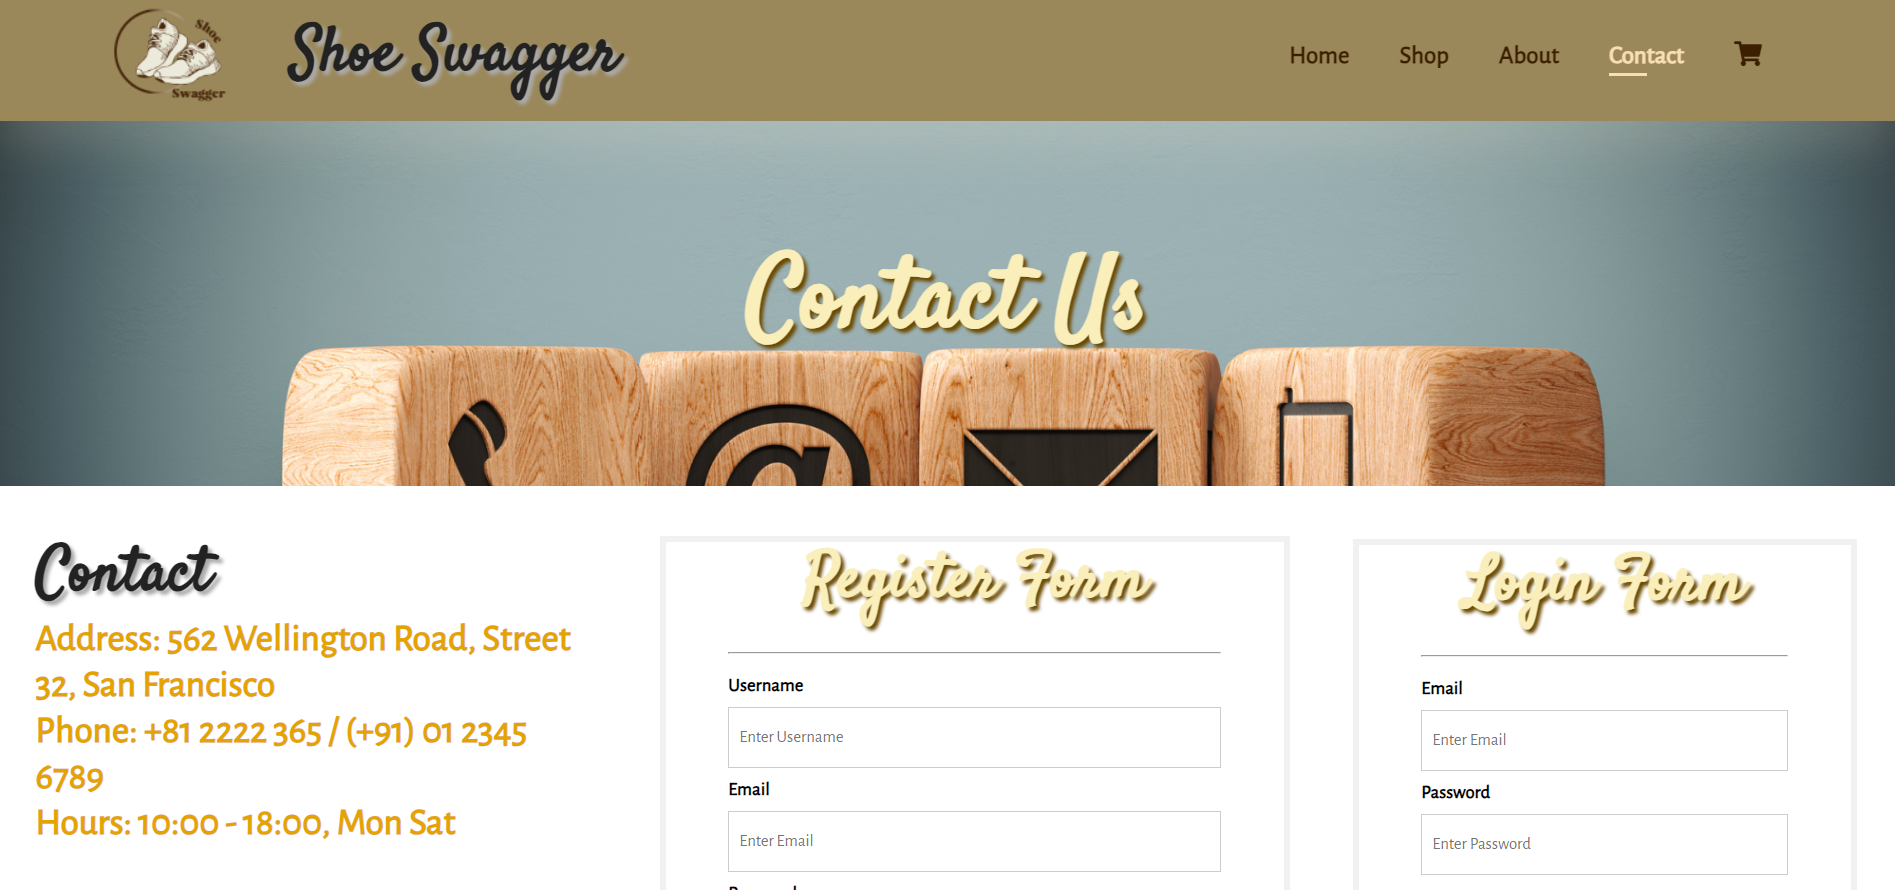 Shoe
Swagger
Shoe Swagger
Home
Shop
About
Contact
Contact Us
@
Contact
Address: 562 Wellington Road, Street
32, San Francisco
Phone: +81 2222 365 / (+91) 01 2345
6789
Hours: 10:00 - 18:00, Mon Sat
Register Form
Username
Enter Username
Email
Enter Email
Login Form
Email
Enter Email
Password
Enter Password